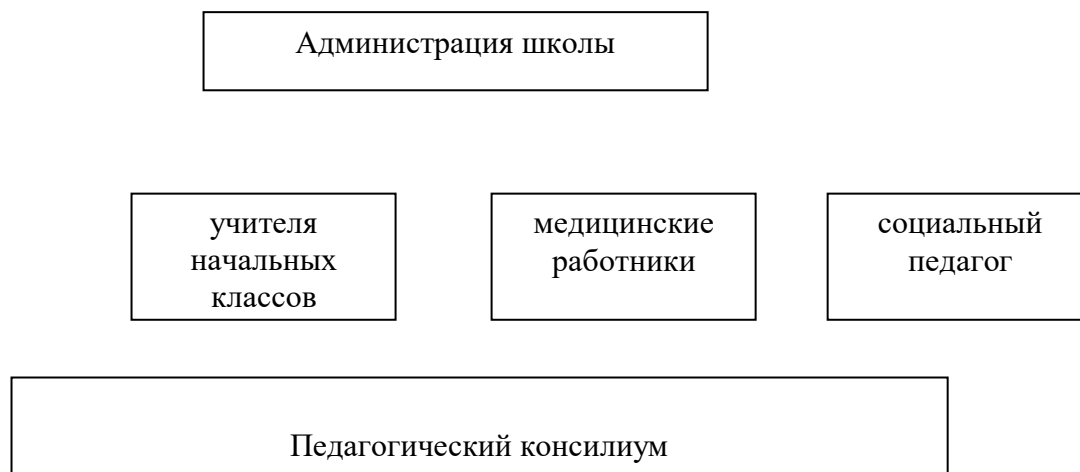 Администрация школы
учителя
начальных
классов
медицинские
работники
социальный
педагог
Педагогический консилиум